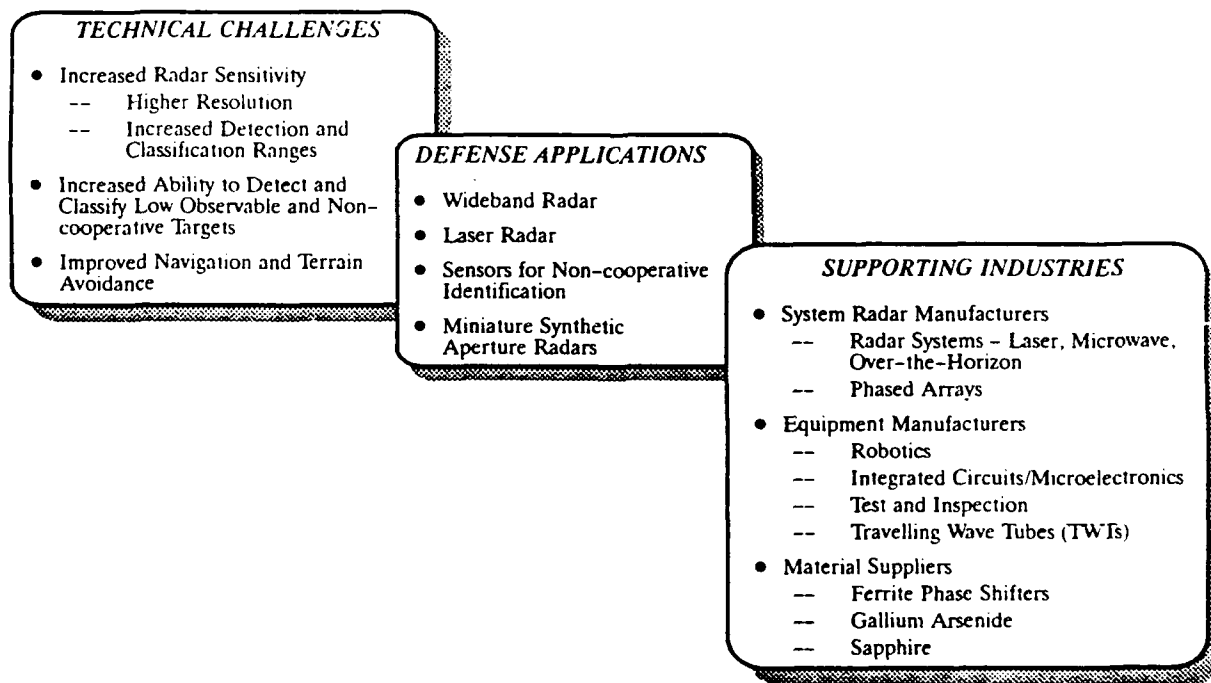 TECHNICAL CHALLENGES
● Increased Radar Sensitivity
-- Higher Resolution
-- Increased Detection and
Classification Ranges
● Increased Ability to Detect and
Classify Low Observable and Non-
cooperative Targets
● Improved Navigation and Terrain
Avoidance
DEFENSE APPLICATIONS
● Wideband Radar
● Laser Radar
● Sensors for Non-cooperative
Identification
● Miniature Synthetic
Aperture Radars
SUPPORTING INDUSTRIES
● System Radar Manufacturers
-- Radar Systems - Laser, Microwave,
Over-the-Horizon
-- Phased Arrays
● Equipment Manufacturers
-- Robotics
-- Integrated Circuits/Microelectronics
-- Test and Inspection
-- Travelling Wave Tubes (TWTs)
● Material Suppliers
-- Ferrite Phase Shifters
-- Gallium Arsenide
-- Sapphire